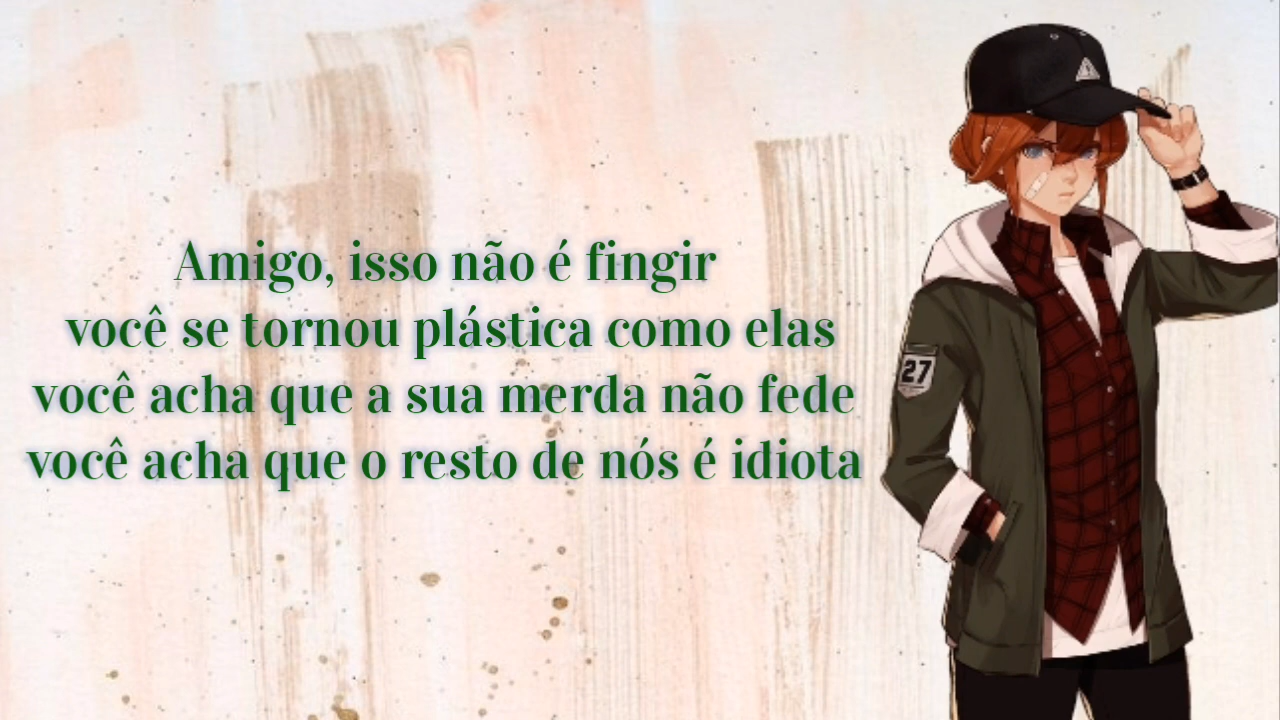 Amigo, isso não é fingir
você se tornou plástica como elas
você acha que a sua merda não fede
você acha que o resto de nós é idiota
27